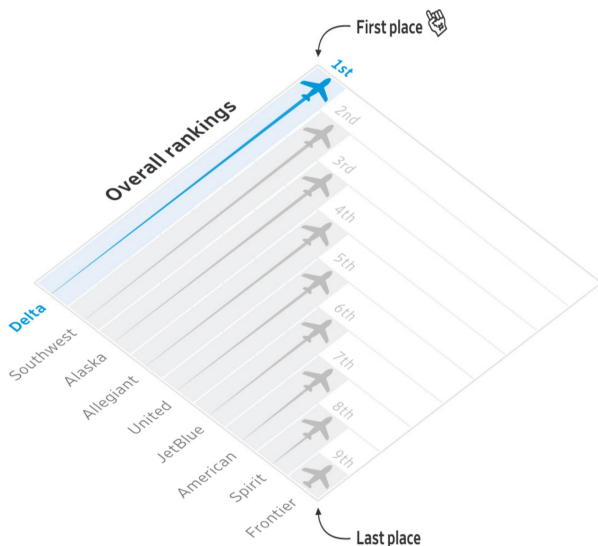 First place
1st
Overall rankings
2nd
3rd
4th
5th
6th
7th
8th
9th
Delta
Southwest
Alaska
Allegiant
United
JetBlue
American
Spirit
Frontier
Last place